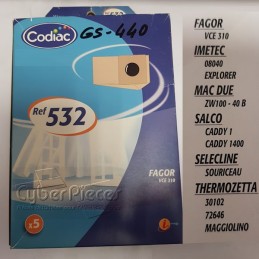 Codiac
GS-440
Ref 532
CyberPieces
FAGOR
VCE 310
x5
FAGOR
VCE 310
IMETEC
08040
EXPLORER
MAC DUE
ZW100 - 40 B
SALCO
CADDY 1
CADDY 1400
SELECLINE
SOURICEAU
THERMOZETTA
30102
72646
MAGGIOLINO